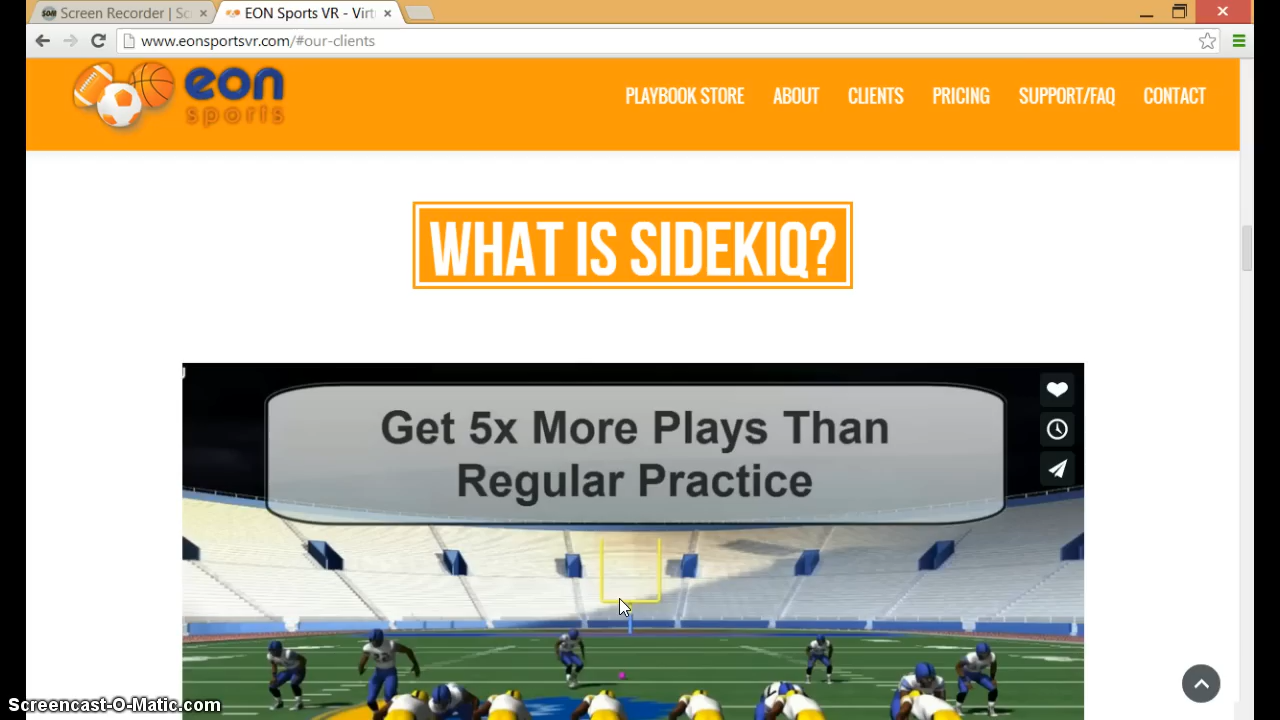 Screen Recorder | Sc
EON Sports VR - Virtu
www.eonsportsvr.com/#our-clients
eon
sports
PLAYBOOK STORE
ABOUT
CLIENTS
PRICING
SUPPORT/FAQ
CONTACT
WHAT IS SIDEKIQ?
Get 5x More Plays Than
Regular Practice
Screencast-O-Matic.com